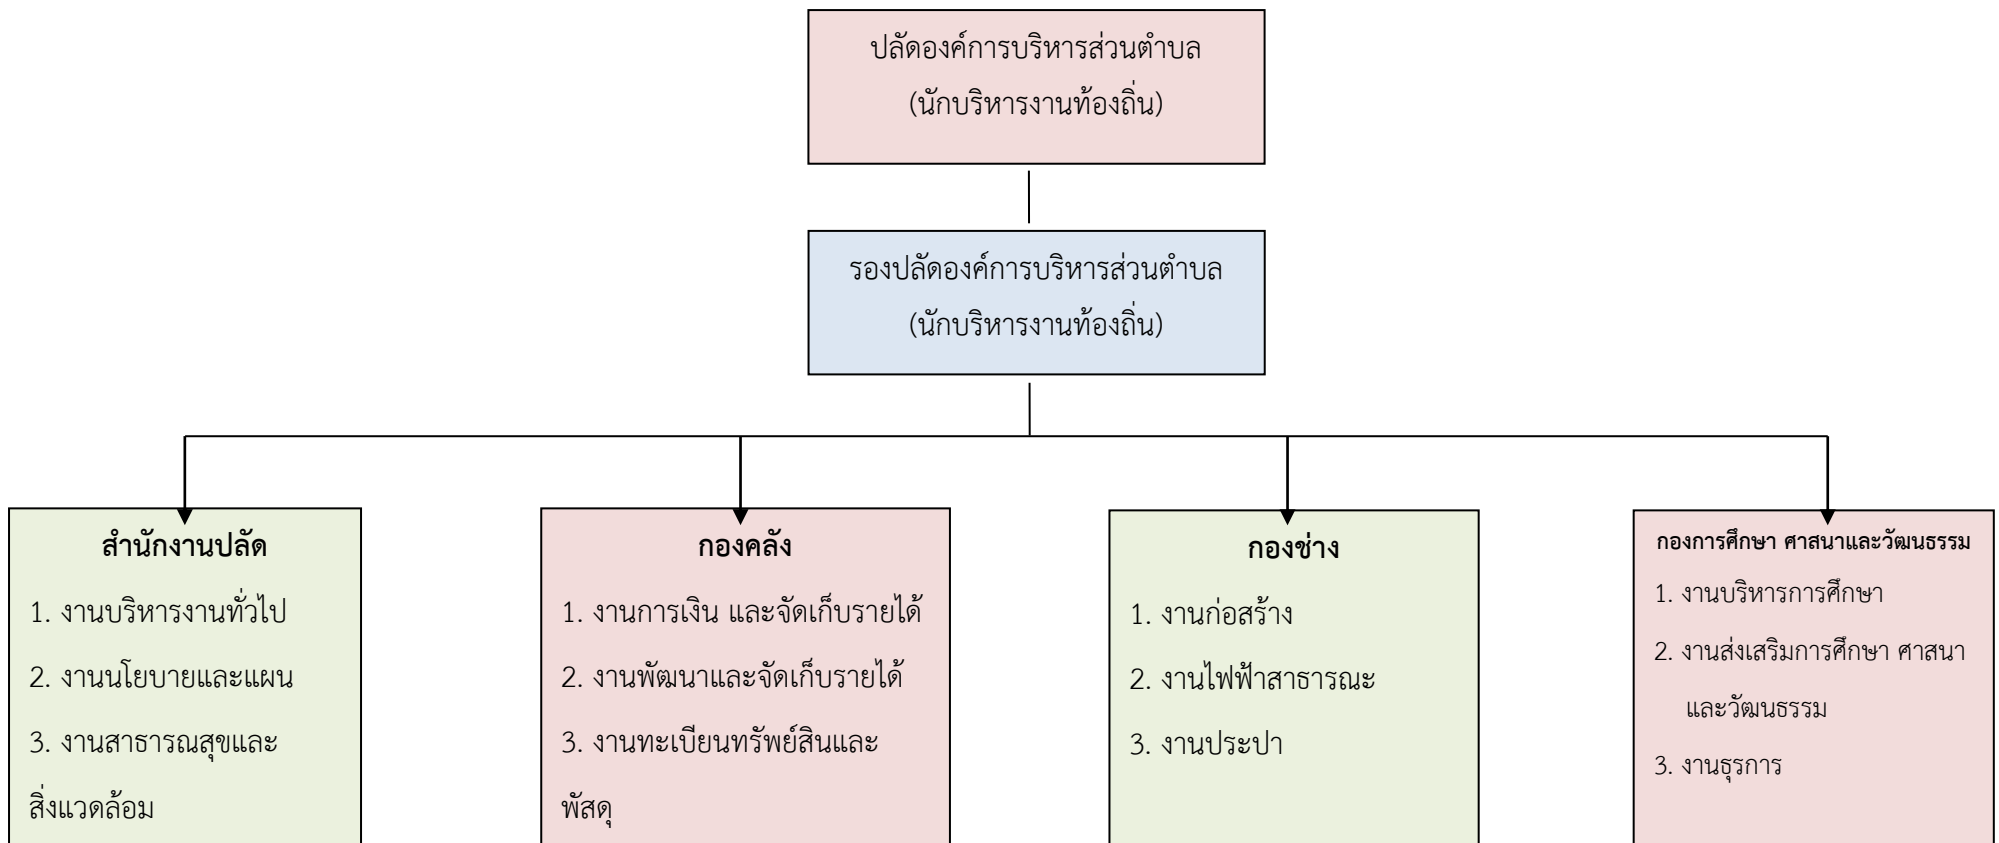 ปลัดองค์การบริหารส่วนตำบล
(นักบริหารงานท้องถิ่น)
รองปลัดองค์การบริหารส่วนตำบล
(นักบริหารงานท้องถิ่น)
สำนักงานปลัด
1. งานบริหารงานทั่วไป
2. งานนโยบายและแผน
3. งานสาธารณสุขและ
สิ่งแวดล้อม
กองคลัง
1. งานการเงิน และจัดเก็บรายได้
2. งานพัฒนาและจัดเก็บรายได้
3. งานทะเบียนทรัพย์สินและ
พัสดุ
กองช่าง
1. งานก่อสร้าง
2. งานไฟฟ้าสาธารณะ
3. งานประปา
กองการศึกษา ศาสนาและวัฒนธรรม
1. งานบริหารการศึกษา
2. งานส่งเสริมการศึกษา ศาสนา
และวัฒนธรรม
3. งานธุรการ